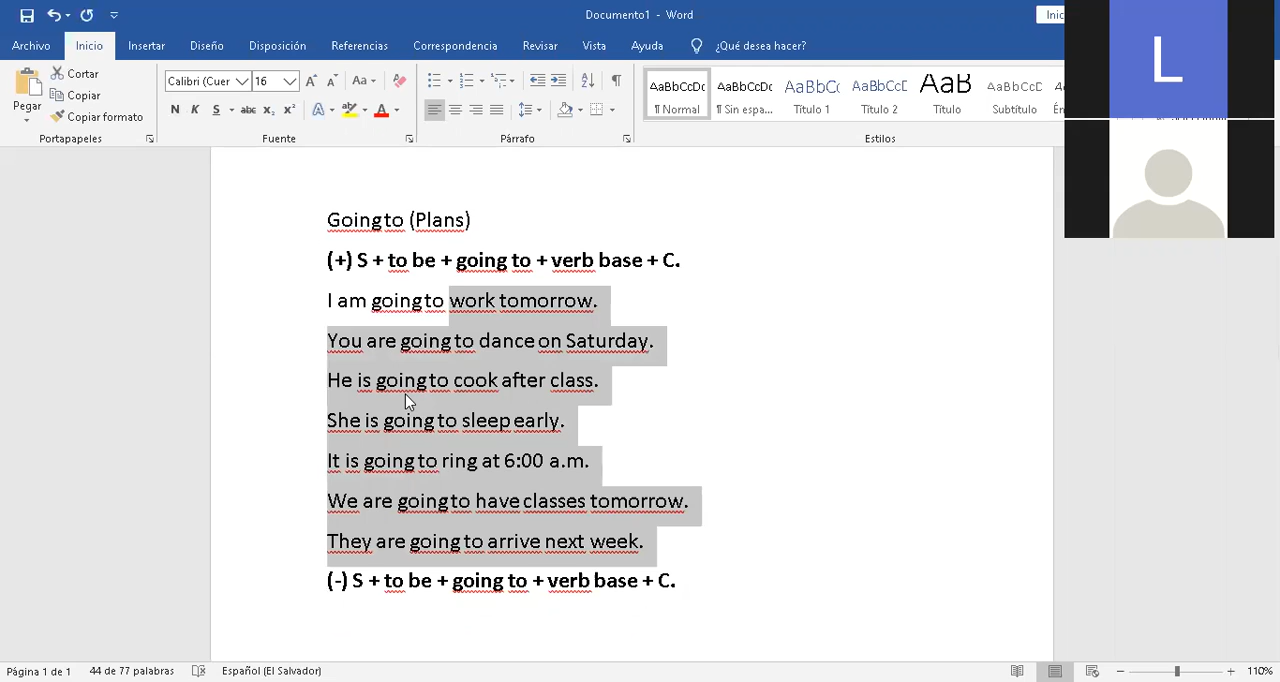 Documento1 - Word
Inic
Archivo Inicio Insertar Diseño Disposición Referencias Correspondencia Revisar Vista Ayuda ¿Qué desea hacer?
Pegar
Cortar
Copiar
Copiar formato
Portapapeles
Calibri (Cuer 16
Aa
N K S abc x₂ x² A A
Fuente
Párrafo
AaBbCcDc AaBbCcDc AaBbCc AaBbCcD AaB AaBbCcD
¶ Normal ¶ Sin espa... Título 1 Título 2 Título Subtítulo
Estilos
L
Going to (Plans)
(+) S + to be + going to + verb base + C.
I am going to work tomorrow.
You are going to dance on Saturday.
He is going to cook after class.
She is going to sleep early.
It is going to ring at 6:00 a.m.
We are going to have classes tomorrow.
They are going to arrive next week.
(-) S + to be + going to + verb base + C.
Página 1 de 1 44 de 77 palabras Español (El Salvador) 110%